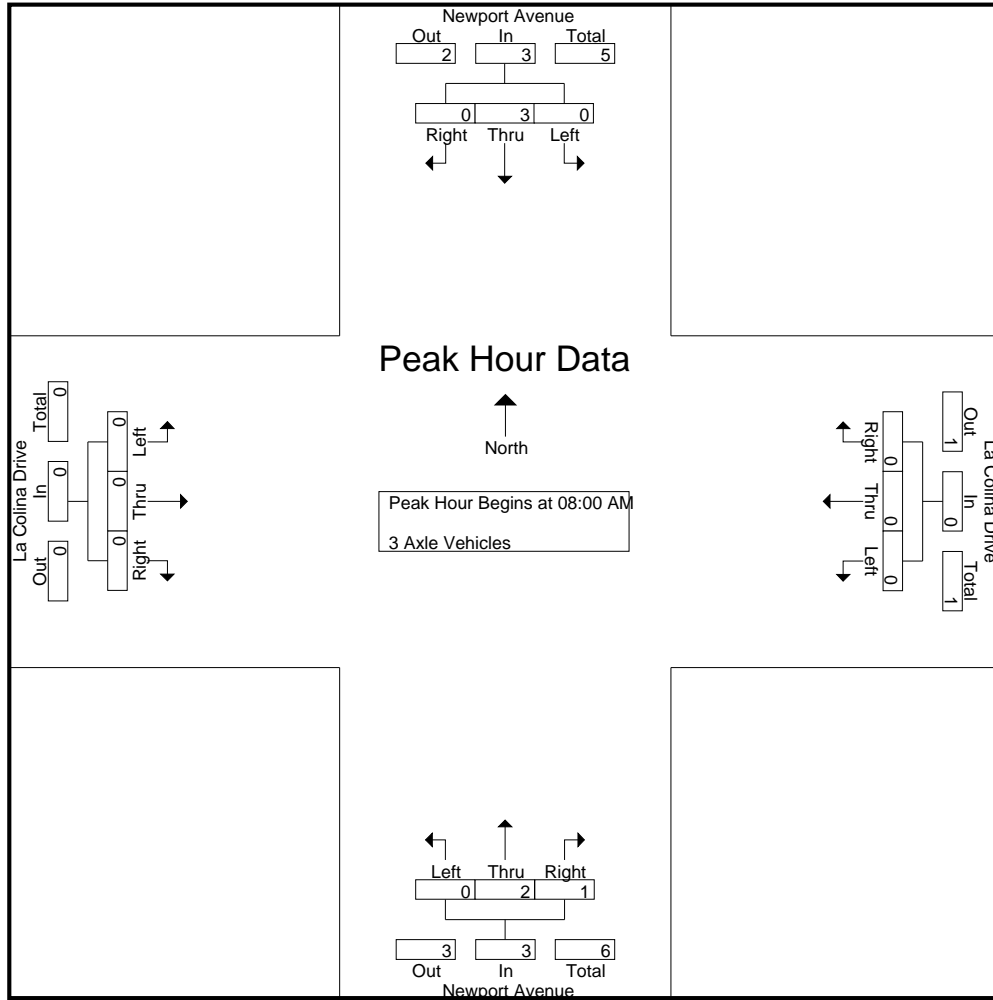 Newport Avenue
Out In Total
2 3 5
0 3 0
Right Thru Left
Peak Hour Data
North
Peak Hour Begins at 08:00 AM
3 Axle Vehicles
La Colina Drive
Total In Out
0 0 0
0 0 0
Left Thru Right
La Colina Drive
Out In Total
1 0 1
Right Thru Left
0 0 0
Left Thru Right
0 2 1
3 3 6
Out In Total
Newport Avenue